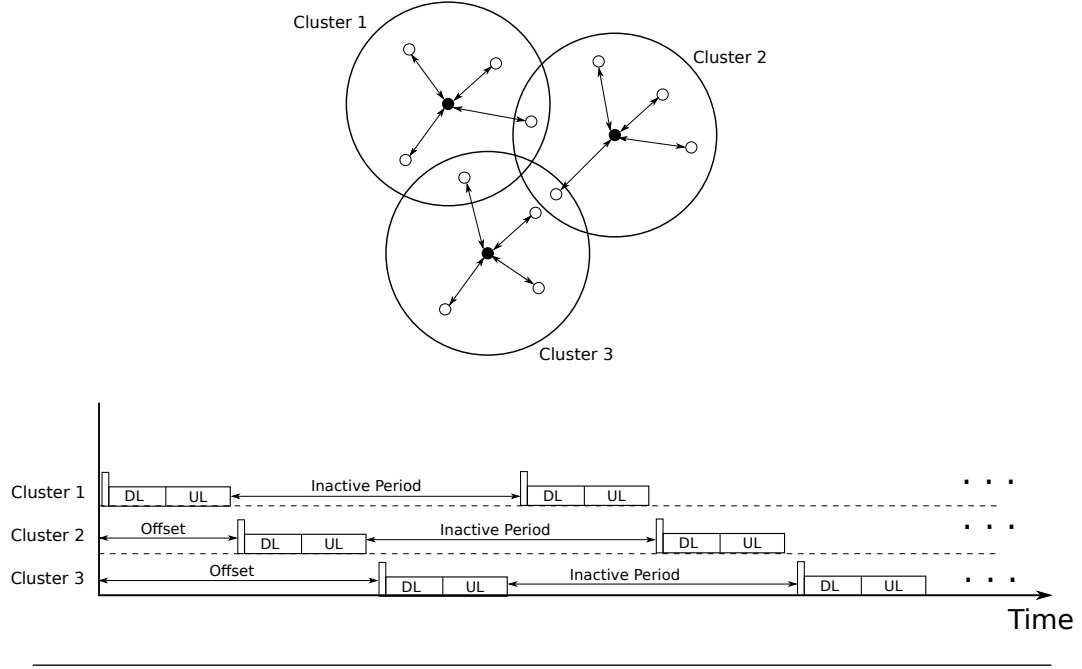 Cluster 1
Cluster 2
Cluster 3
Cluster 1 DL UL Inactive Period DL UL . . .
Cluster 2 Offset DL UL Inactive Period DL UL . . .
Cluster 3 Offset DL UL Inactive Period DL UL . . .
Time